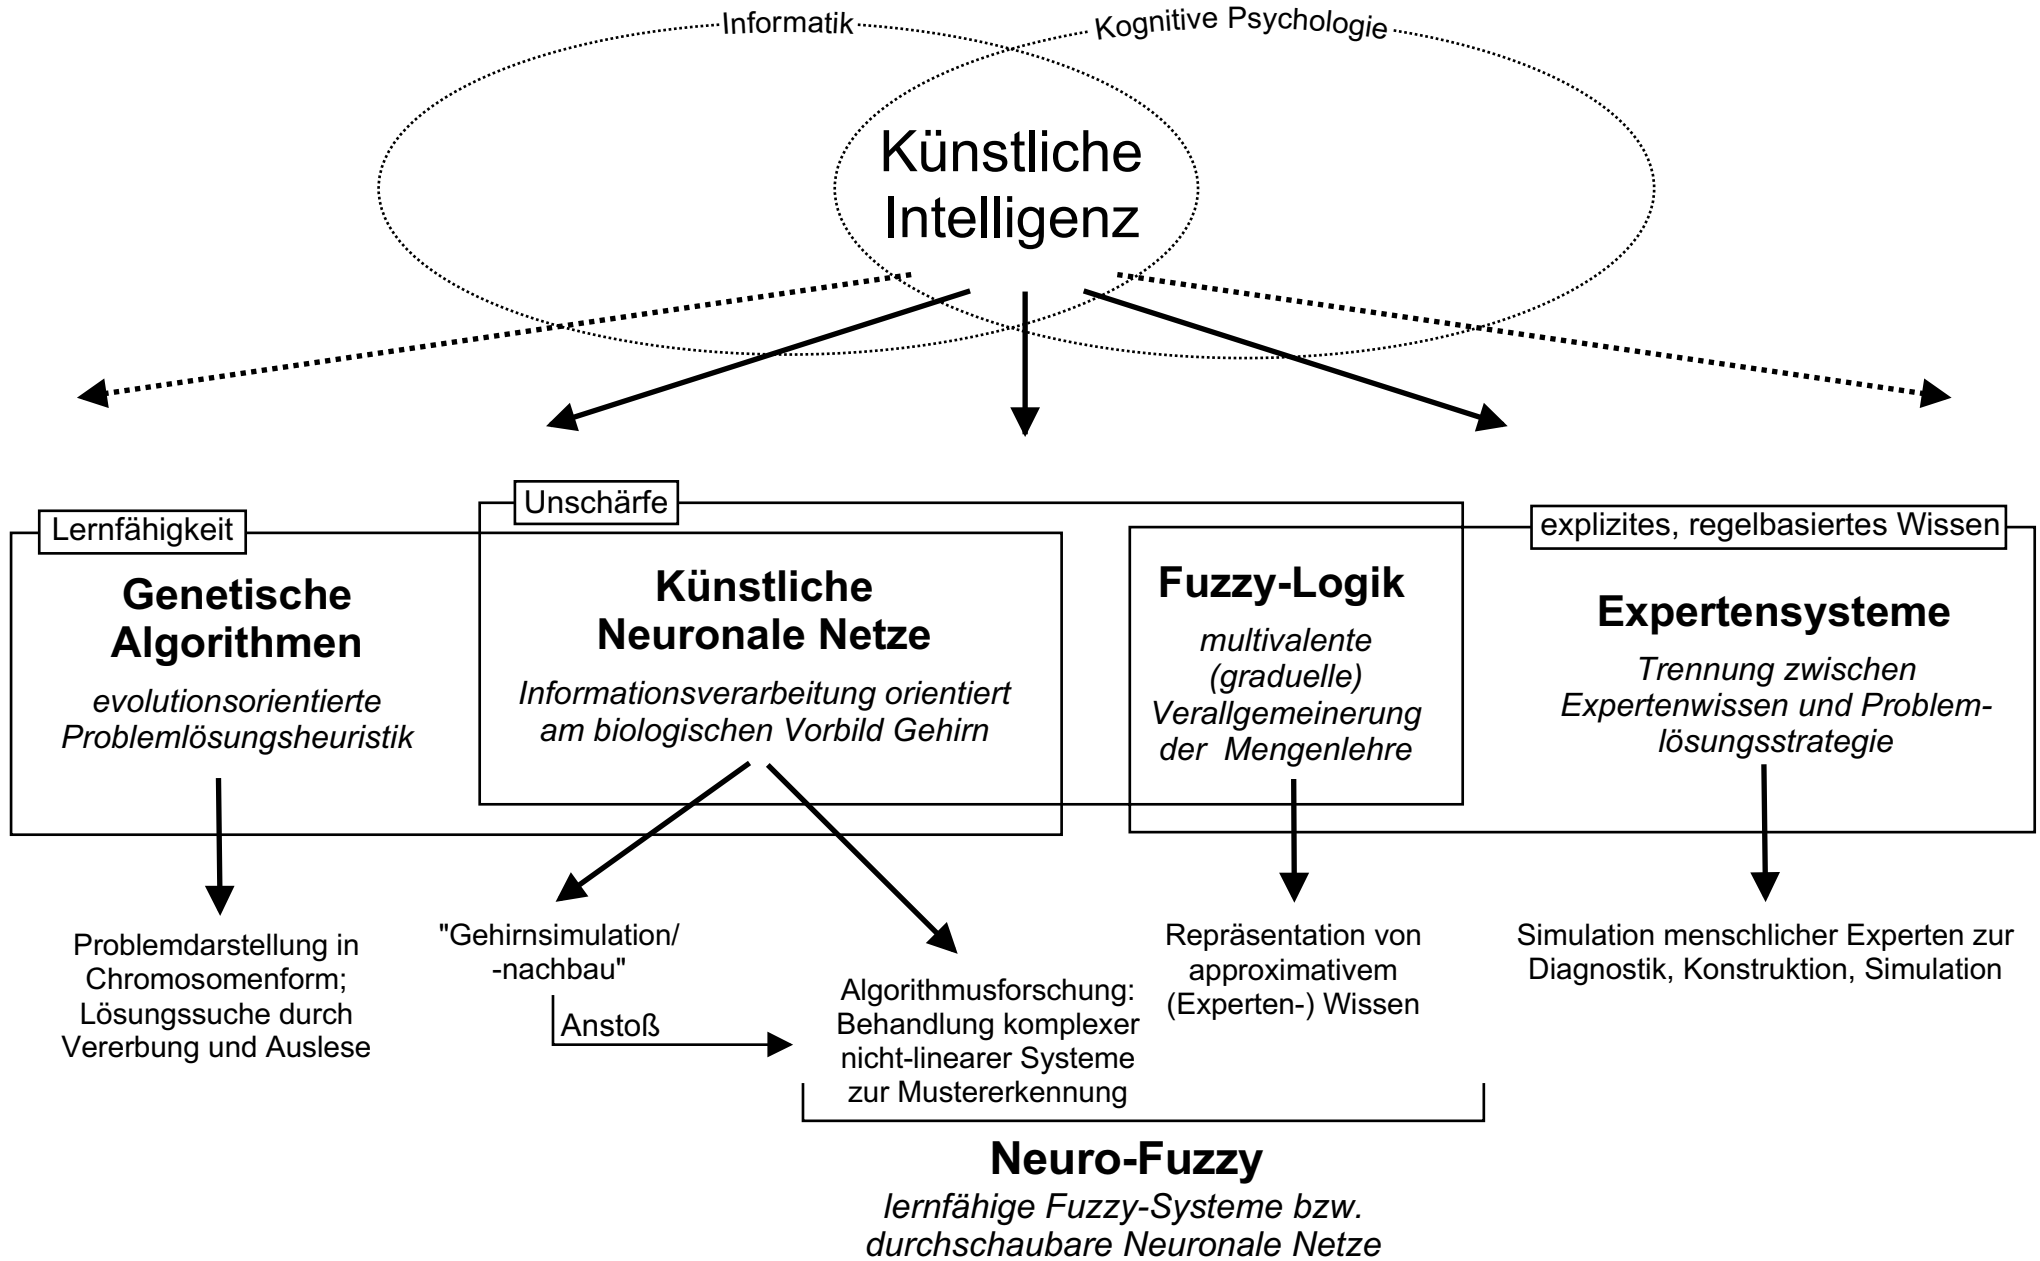 Informatik
Kognitive Psychologie
Künstliche
Intelligenz
Lernfähigkeit
Genetische
Algorithmen
evolutionsorientierte
Problemlösungsheuristik
Unschärfe
Künstliche
Neuronale Netze
Informationsverarbeitung orientiert
am biologischen Vorbild Gehirn
Fuzzy-Logik
multivalente
(graduelle)
Verallgemeinerung
der Mengenlehre
explizites, regelbasiertes Wissen
Expertensysteme
Trennung zwischen
Expertenwissen und Problem-
lösungsstrategie
Problemdarstellung in
Chromosomenform;
Lösungssuche durch
Vererbung und Auslese
"Gehirnsimulation/
-nachbau"
Anstoß
Algorithmusforschung:
Behandlung komplexer
nicht-linearer Systeme
zur Mustererkennung
Repräsentation von
approximativem
(Experten-) Wissen
Simulation menschlicher Experten zur
Diagnostik, Konstruktion, Simulation
Neuro-Fuzzy
lernfähige Fuzzy-Systeme bzw.
durchschaubare Neuronale Netze